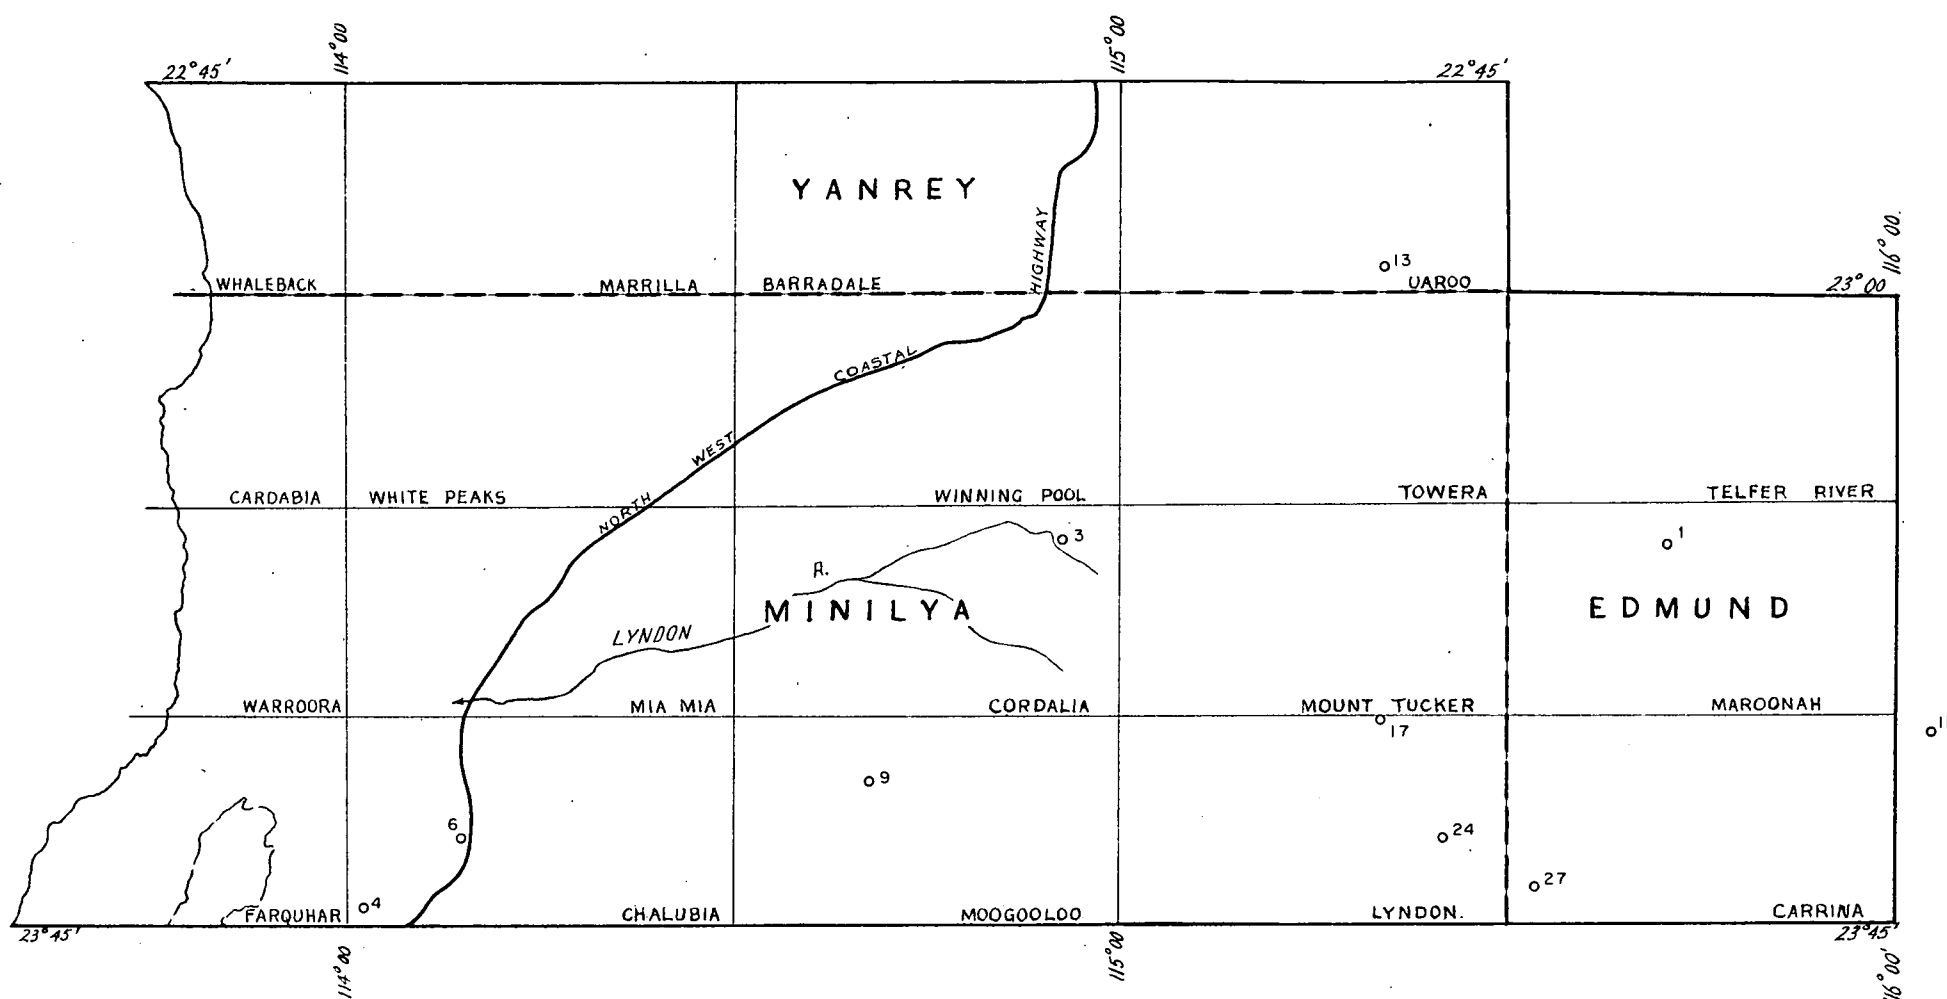 114°00
115°00
22°45'
22°45'
YANREY
HIGHWAY
116°00.
13
WHALEBACK
MARRILLA
BARRADALE
UAROO
23°00
COASTAL
WEST
NORTH
CARDABIA
WHITE PEAKS
WINNING POOL
TOWERA
TELFER RIVER
3
1
R.
MINILYA
EDMUND
LYNDON
WARROORA
MIA MIA
CORDALIA
MOUNT TUCKER
MAROONAH
17
9
6
24
27
4
FARQUHAR
CHALUBIA
MOOGOOLOO
LYNDON.
CARRINA
23°45'
23°45'
114°00
115°00